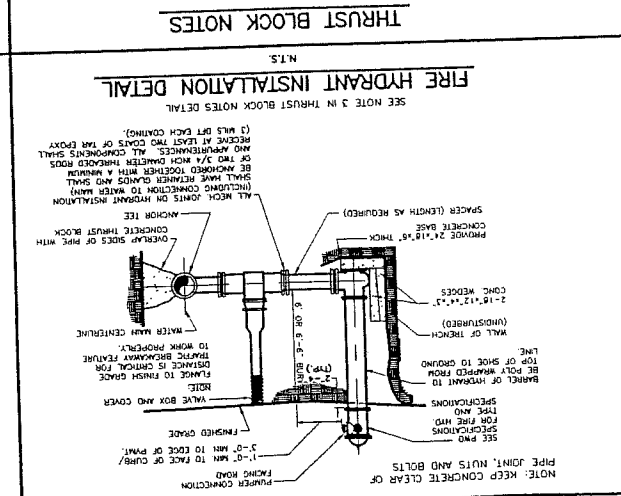 NOTE: KEEP CONCRETE CLEAR OF
PIPE JOINT, NUTS AND BOLTS
PUMPER CONNECTION
FACING ROAD
1'-0" MIN. TO FACE OF CURB/
3'-0" MIN TO EDGE OF PVMT.
FINISHED GRADE
SEE PWD
SPECIFICATIONS
FOR FIRE HYD.
TYPE AND
SPECIFICATIONS
VALVE BOX AND COVER
NOTE:
FLANGE TO FINISH GRADE
DISTANCE IS CRITICAL FOR
TRAFFIC BREAKAWAY FEATURE
TO WORK PROPERLY.
BARREL OF HYDRANT TO
BE POLY WRAPPED FROM
TOP OF SHOE TO GROUND
LINE.
(TYP.)
WATER MAIN CENTERLINE
WALL OF TRENCH
(UNDISTURBED)
2-18"x12"x4"x3"
CONC. WEDGES
PROVIDE 24"x18"x6" THICK
CONCRETE BASE
SPACER (LENGTH AS REQUIRED)
OVERLAP SIDES OF PIPE WITH
CONCRETE THRUST BLOCK
ANCHOR TEE
ALL MECH. JOINTS ON HYDRANT INSTALLATION
(INCLUDING CONNECTION TO WATER MAIN)
SHALL HAVE RETAINER GLANDS AND SHALL
BE ANCHORED TOGETHER WITH A MINIMUM
OF TWO 3/4 INCH DIAMETER THREADED RODS
AND APPURTENANCES. ALL COMPONENTS SHALL
RECEIVE AT LEAST TWO COATS OF TAR EPOXY
(3 MILS DFT EACH COATING).
SEE NOTE 3 IN THRUST BLOCK NOTES DETAIL
FIRE HYDRANT INSTALLATION DETAIL
N.T.S.
THRUST BLOCK NOTES